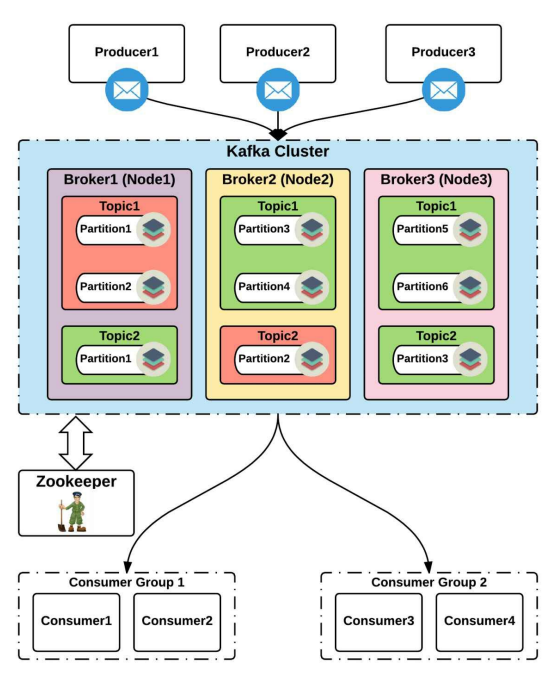 Producer1
Producer2
Producer3
Kafka Cluster
Broker1 (Node1)
Topic1
Partition1
Partition2
Topic2
Partition1
Broker2 (Node2)
Topic1
Partition3
Partition4
Topic2
Partition2
Broker3 (Node3)
Topic1
Partition5
Partition6
Topic2
Partition3
Zookeeper
Consumer Group 1
Consumer1
Consumer2
Consumer Group 2
Consumer3
Consumer4